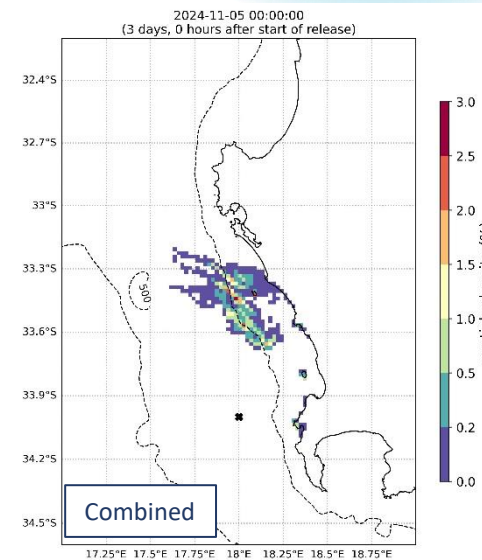 2024-11-05 00:00:00
(3 days, 0 hours after start of release)
32.4°S
32.7°S
33°S
33.3°S
33.6°S
33.9°S
34.2°S
34.5°S
500
Combined
17.25°E 17.5°E 17.75°E 18°E 18.25°E 18.5°E 18.75°E
3.0
2.5
2.0
1.5
1.0
0.5
0.2
0.0